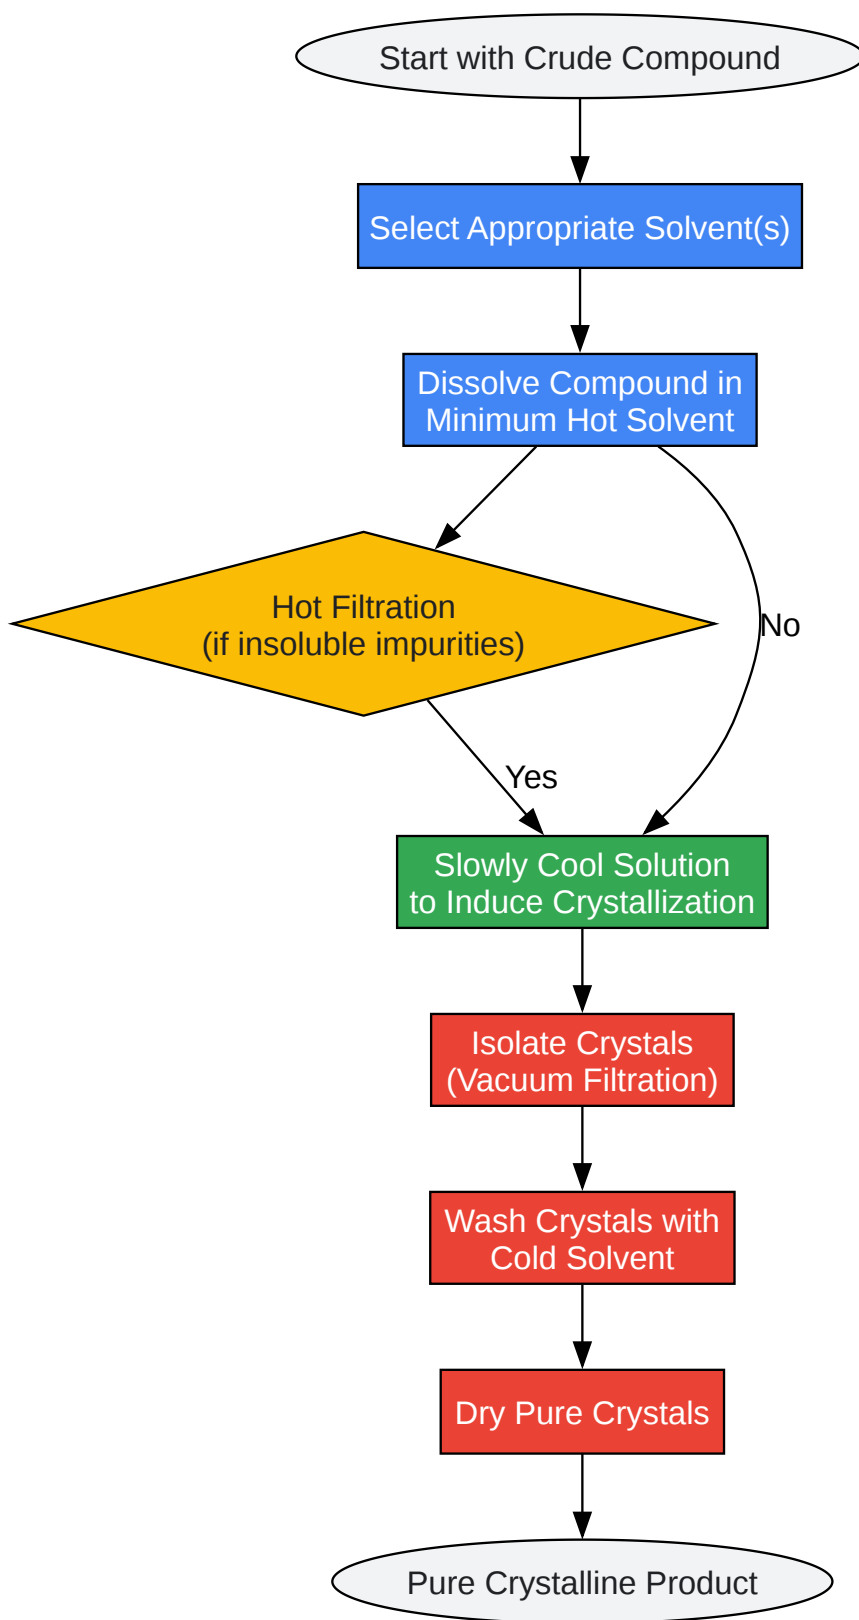 Start with Crude Compound
Select Appropriate Solvent(s)
Dissolve Compound in
Minimum Hot Solvent
Hot Filtration
(if insoluble impurities)
No
Yes
Slowly Cool Solution
to Induce Crystallization
Isolate Crystals
(Vacuum Filtration)
Wash Crystals with
Cold Solvent
Dry Pure Crystals
Pure Crystalline Product